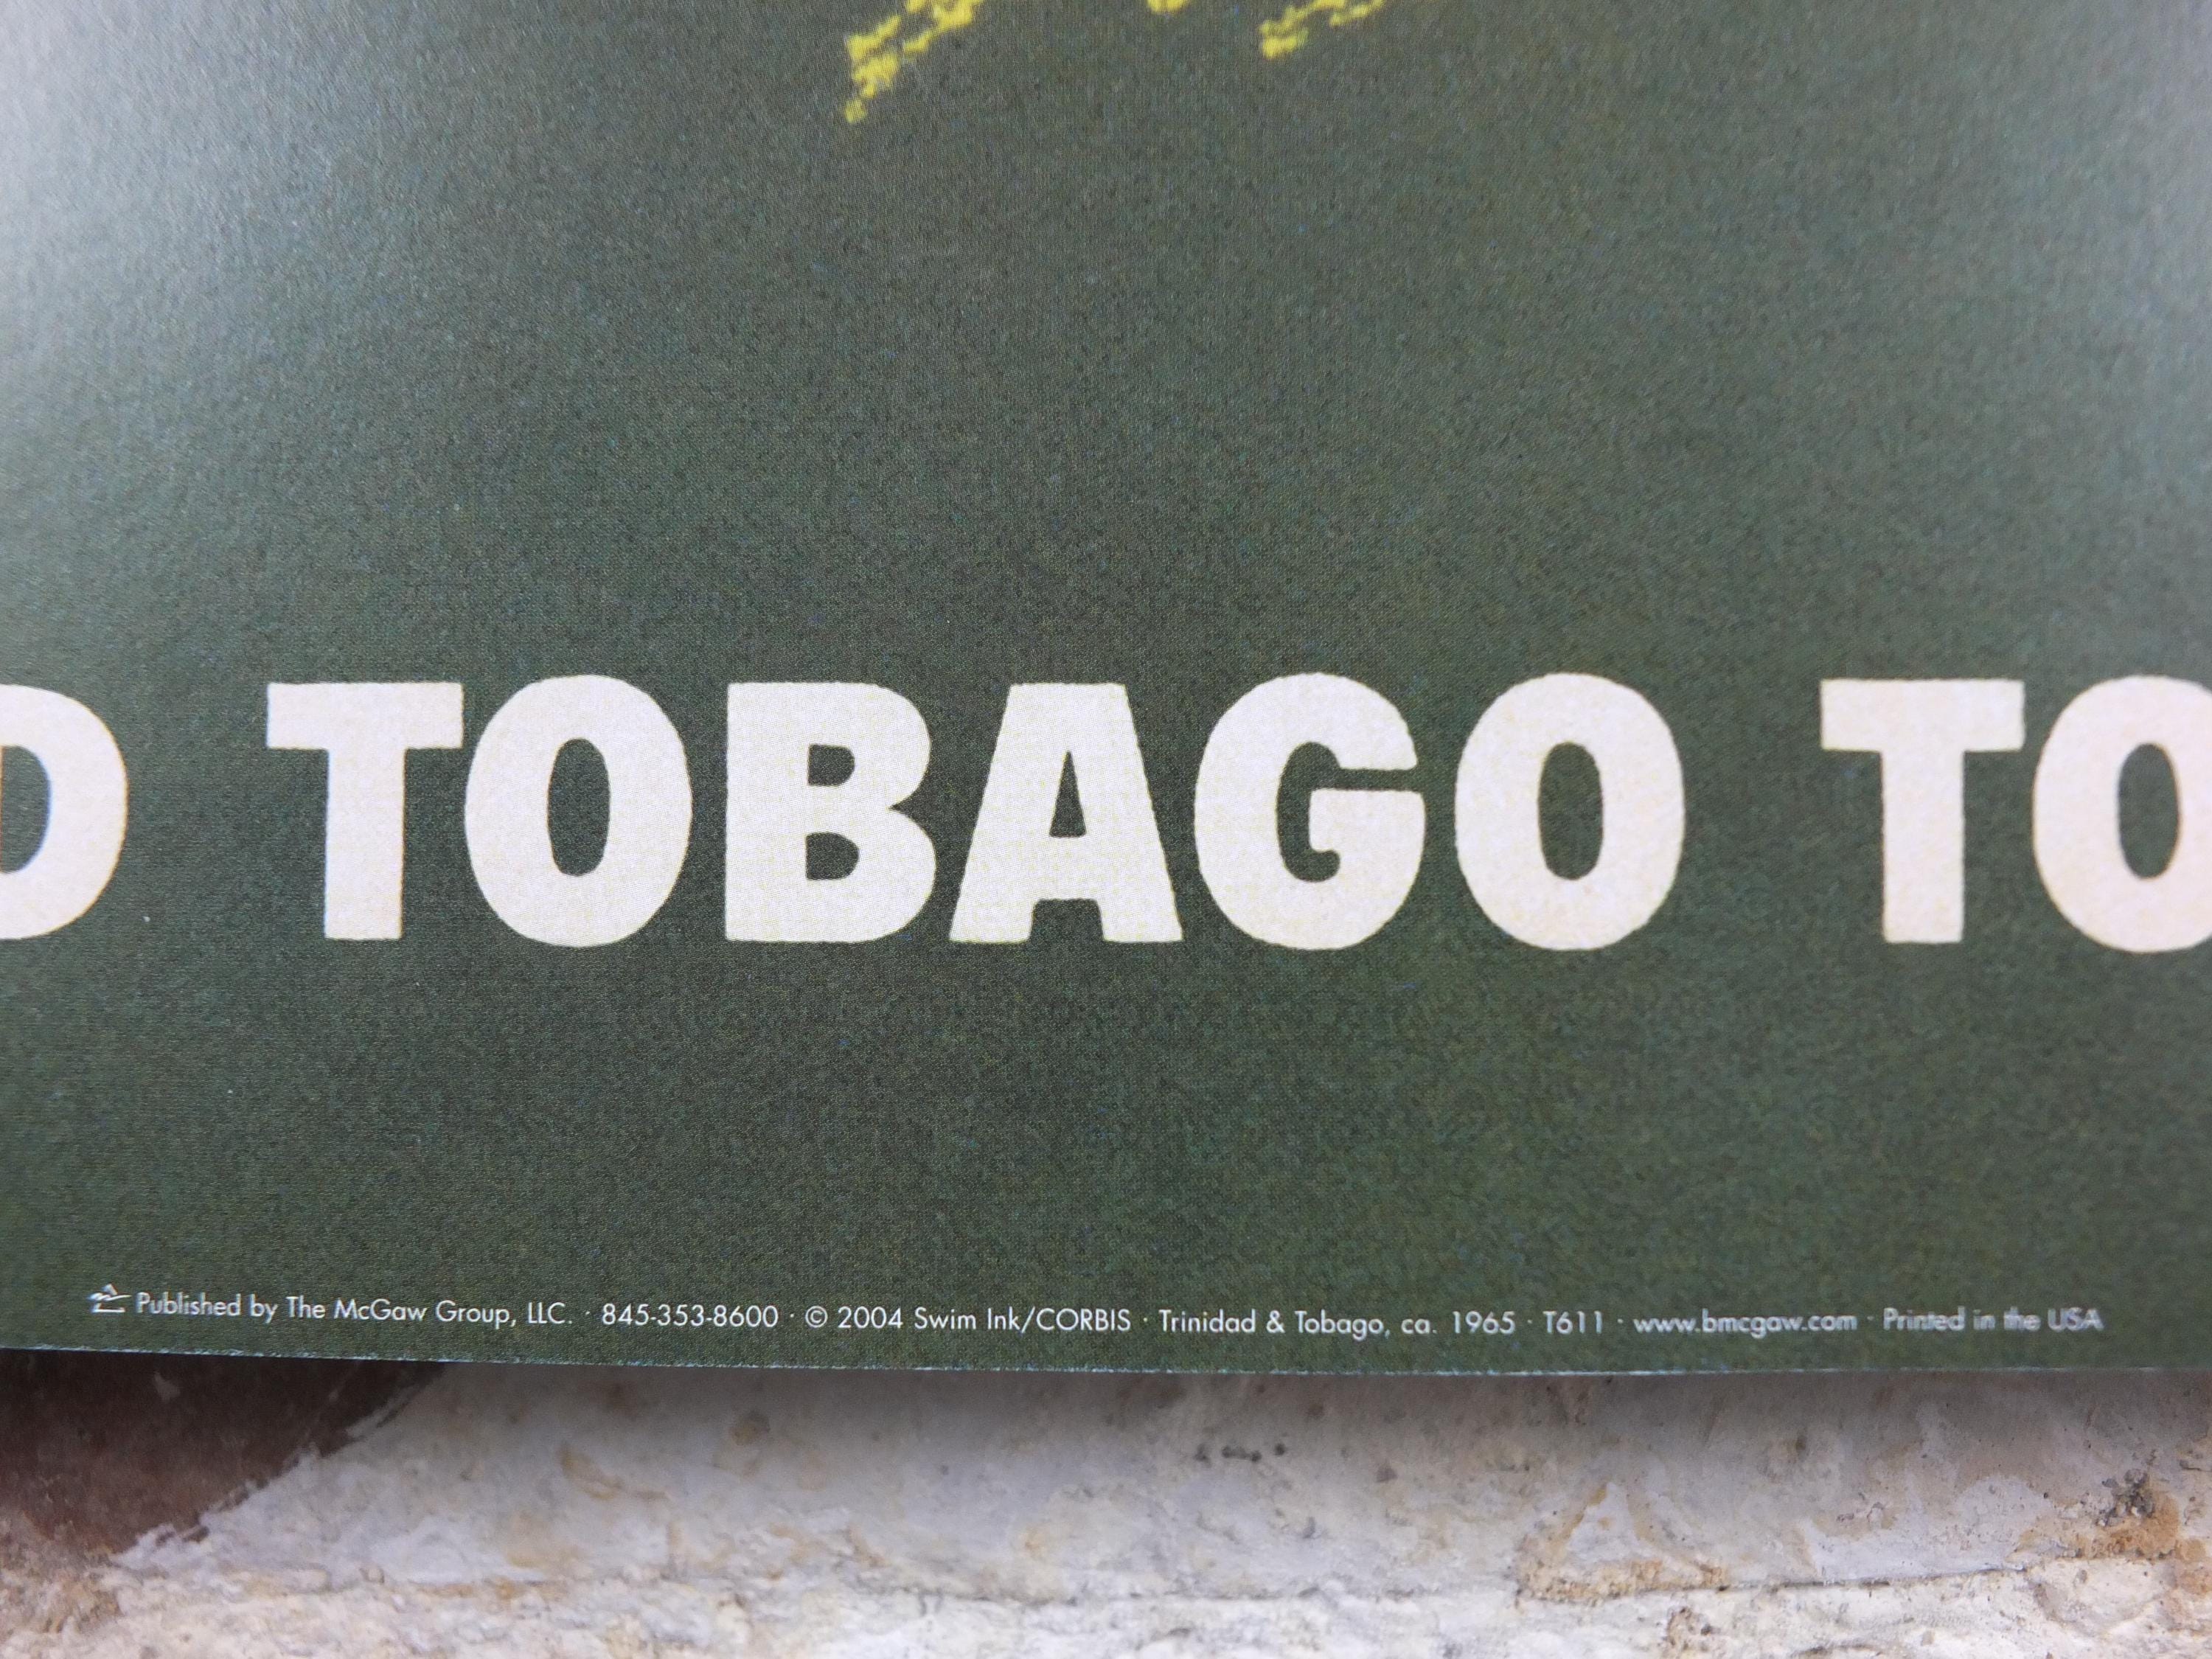 D TOBAGO TO
Published by The McGaw Group, LLC. · 845-353-8600 · © 2004 Swim Ink/CORBIS · Trinidad & Tobago, ca. 1965 · T611 · www.bmcgaw.com · Printed in the USA